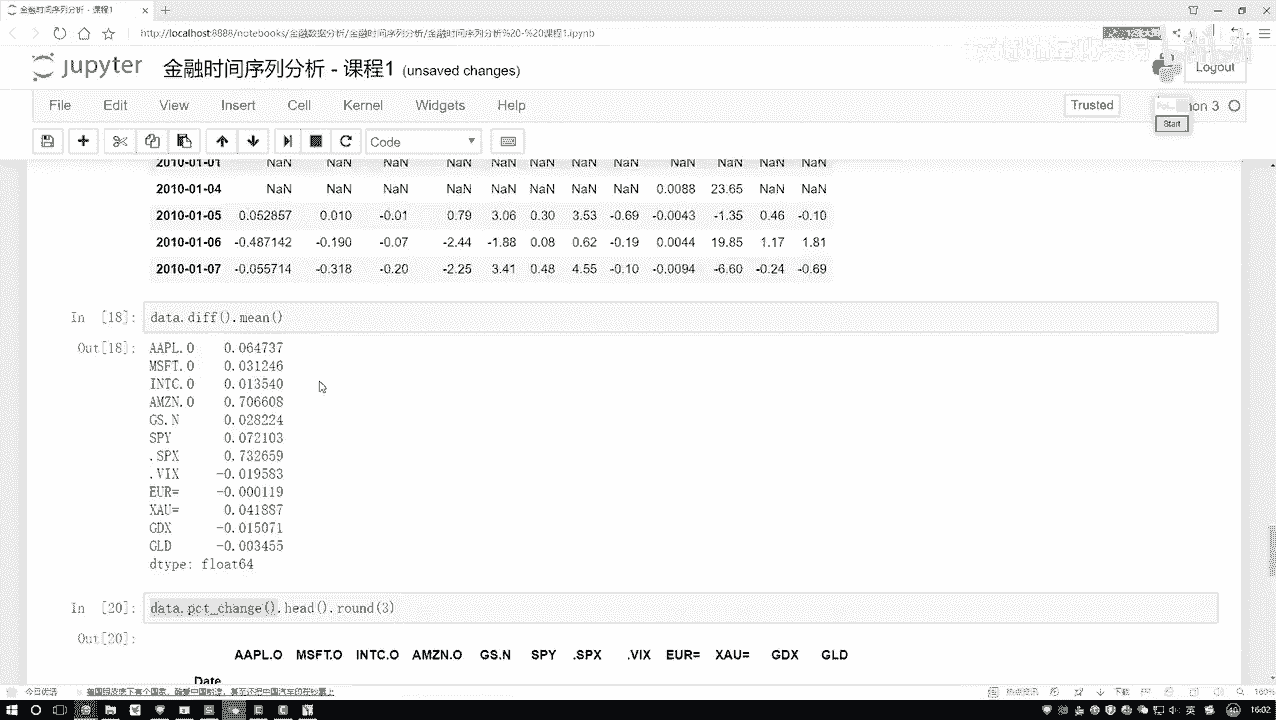 金融时间序列分析 - 课程1
http://localhost:8888/notebooks/金融数据分析/金融时间序列分析/金融时间序列分析%20-%20课程1.ipynb
jupyter 金融时间序列分析 - 课程1 (unsaved changes)
Logout
File Edit View Insert Cell Kernel Widgets Help
Trusted
Start
Code
2010-01-01 NaN NaN NaN NaN NaN NaN NaN NaN NaN NaN NaN
2010-01-04 NaN NaN NaN NaN NaN NaN NaN 0.0088 23.65 NaN NaN
2010-01-05 0.052857 0.010 -0.01 0.79 3.06 0.30 3.53 -0.69 -0.0043 -1.35 0.46 -0.10
2010-01-06 -0.487142 -0.190 -0.07 -2.44 -1.88 0.08 0.62 -0.19 0.0044 19.85 1.17 1.81
2010-01-07 -0.055714 -0.318 -0.20 -2.25 3.41 0.48 4.55 -0.10 -0.0094 -6.60 -0.24 -0.69
In [18]: data.diff().mean()
Out[18]: AAPL.O 0.064737
MSFT.O 0.031246
INTC.O 0.013540
AMZN.O 0.706608
GS.N 0.028224
SPY 0.072103
.SPX 0.732659
.VIX -0.019583
EUR= -0.000119
XAU= 0.041887
GDX -0.015071
GLD -0.003455
dtype: float64
In [20]: data.pct_change().head().round(3)
Out[20]:
AAPL.O MSFT.O INTC.O AMZN.O GS.N SPY .SPX .VIX EUR= XAU= GDX GLD
Date
100%
16:02